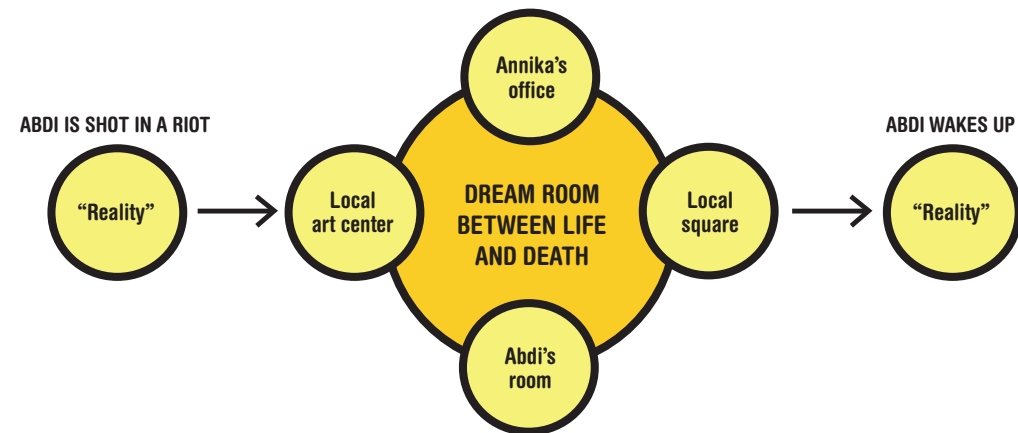 ABDI IS SHOT IN A RIOT
“Reality”
Local
art center
Annika’s
office
DREAM ROOM
BETWEEN LIFE
AND DEATH
Abdi’s
room
Local
square
ABDI WAKES UP
“Reality”